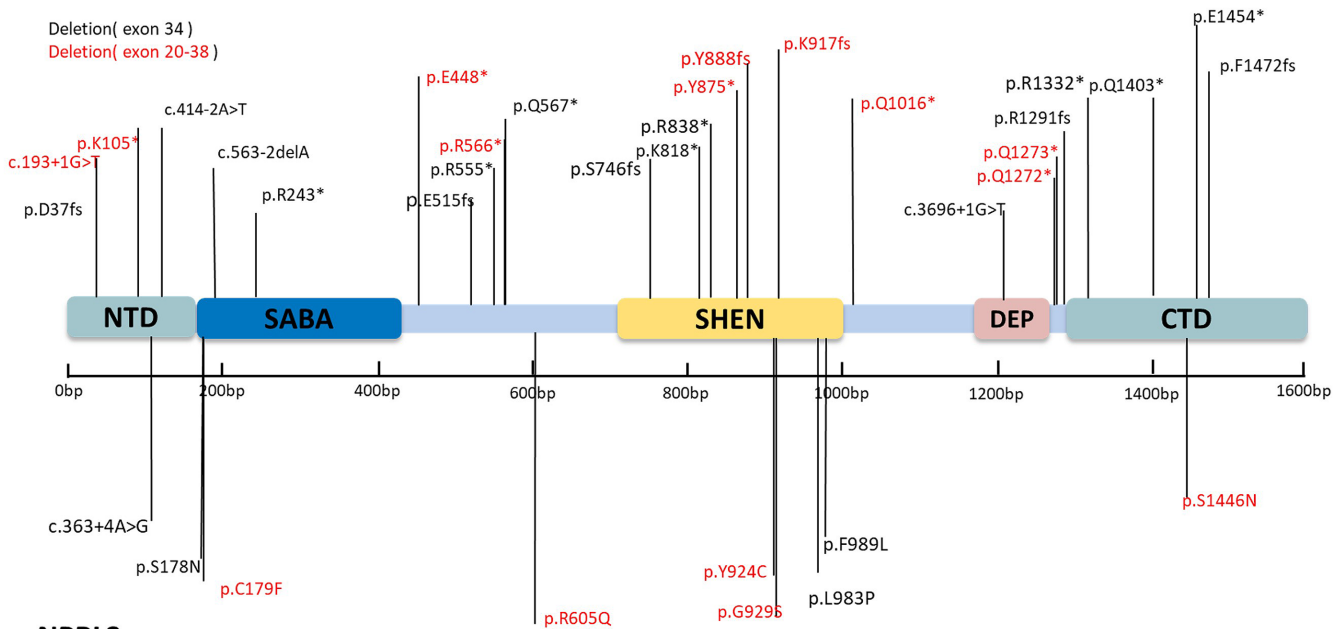 Deletion( exon 34 )
Deletion( exon 20-38 )
p.E1454*
p.K917fs
p.Y888fs
p.F1472fs
p.E448*
p.Y875*
p.R1332*
p.Q1403*
p.Q567*
p.Q1016*
c.414-2A>T
p.R1291fs
p.K105*
p.R838*
p.R566*
p.K818*
c.563-2delA
p.Q1273*
c.193+1G>T
p.R555*
p.S746fs
p.Q1272*
p.R243*
p.E515fs
p.D37fs
c.3696+1G>T
NTD SABA SHEN DEP CTD
0bp 200bp 400bp 600bp 800bp 1000bp 1200bp 1400bp 1600bp
p.S1446N
c.363+4A>G
p.F989L
p.S178N
p.Y924C
p.C179F
p.L983P
p.G929S
p.R605Q